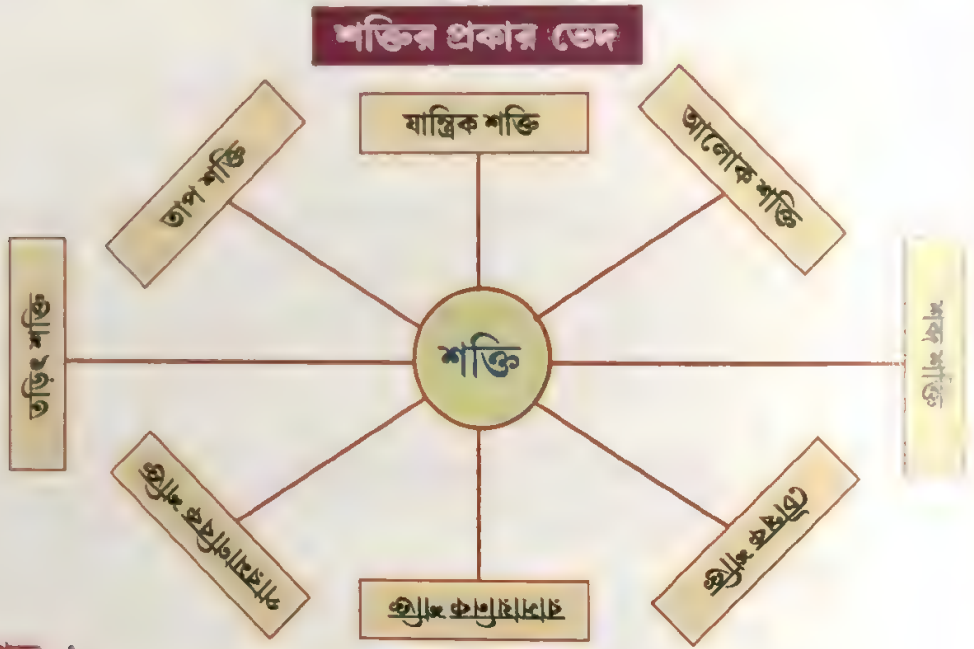 শক্তির প্রকার ভেদ
যান্ত্রিক শক্তি
আলোক শক্তি
শব্দ শক্তি
চৌম্বক শক্তি
রাসায়নিক শক্তি
পারমাণবিক শক্তি
তড়িৎ শক্তি
তাপ শক্তি
শক্তি